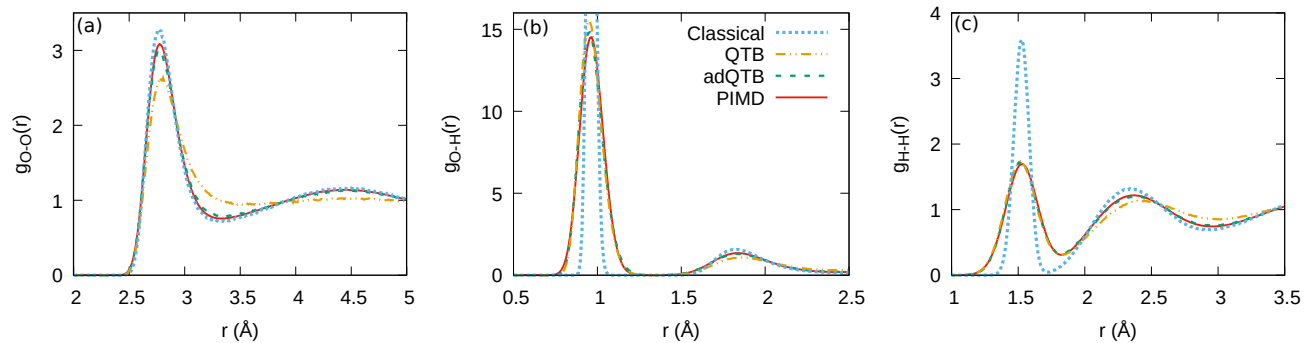 (a)
g_O-O(r)
3
2
1
0
2 2.5 3 3.5 4 4.5 5
r (Å)
(b)
g_O-H(r)
15
10
5
0
0.5 1 1.5 2 2.5
r (Å)
Classical
QTB
adQTB
PIMD
(c)
g_H-H(r)
4
3
2
1
0
1 1.5 2 2.5 3 3.5
r (Å)